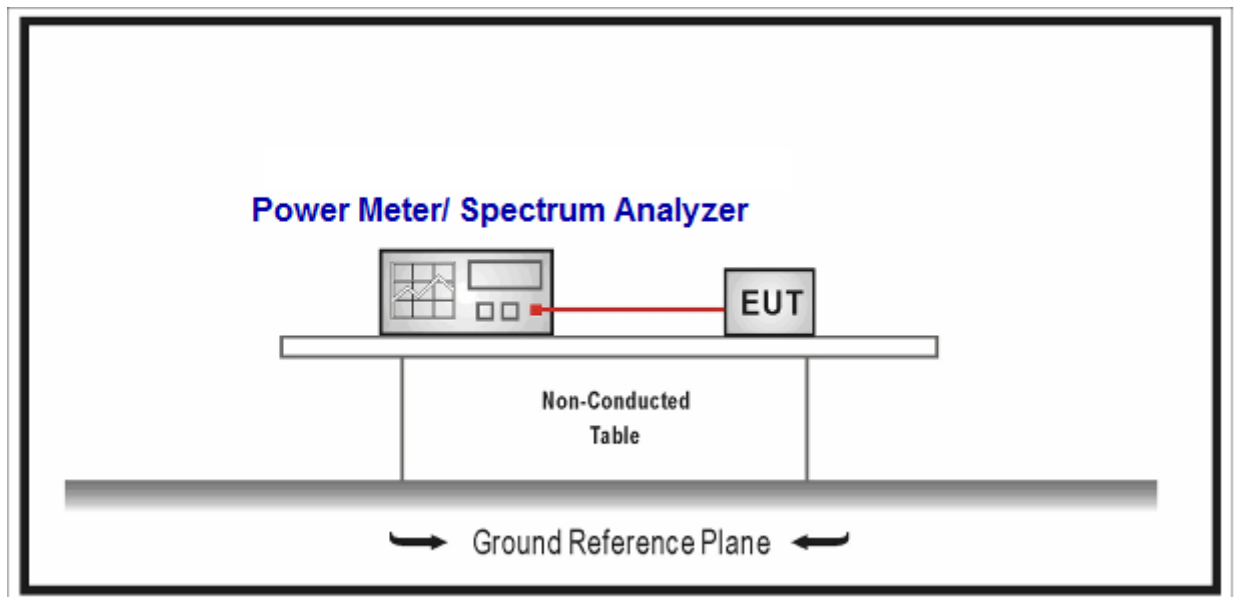 Power Meter/ Spectrum Analyzer
EUT
Non-Conducted
Table
Ground Reference Plane